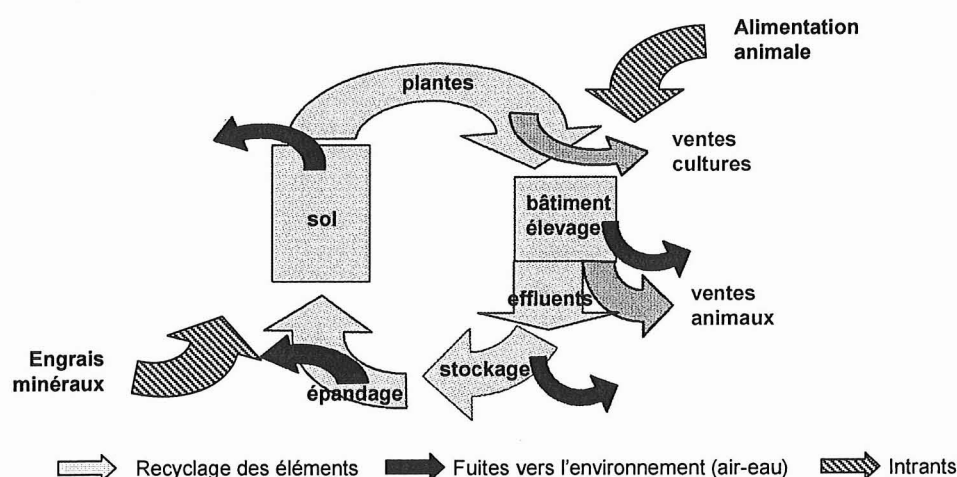 Alimentation
animale
plantes
ventes
cultures
sol
bâtiment
élevage
effluents
ventes
animaux
Engrais
minéraux
épandage
stockage
Recyclage des éléments
Fuites vers l'environnement (air-eau)
Intrants